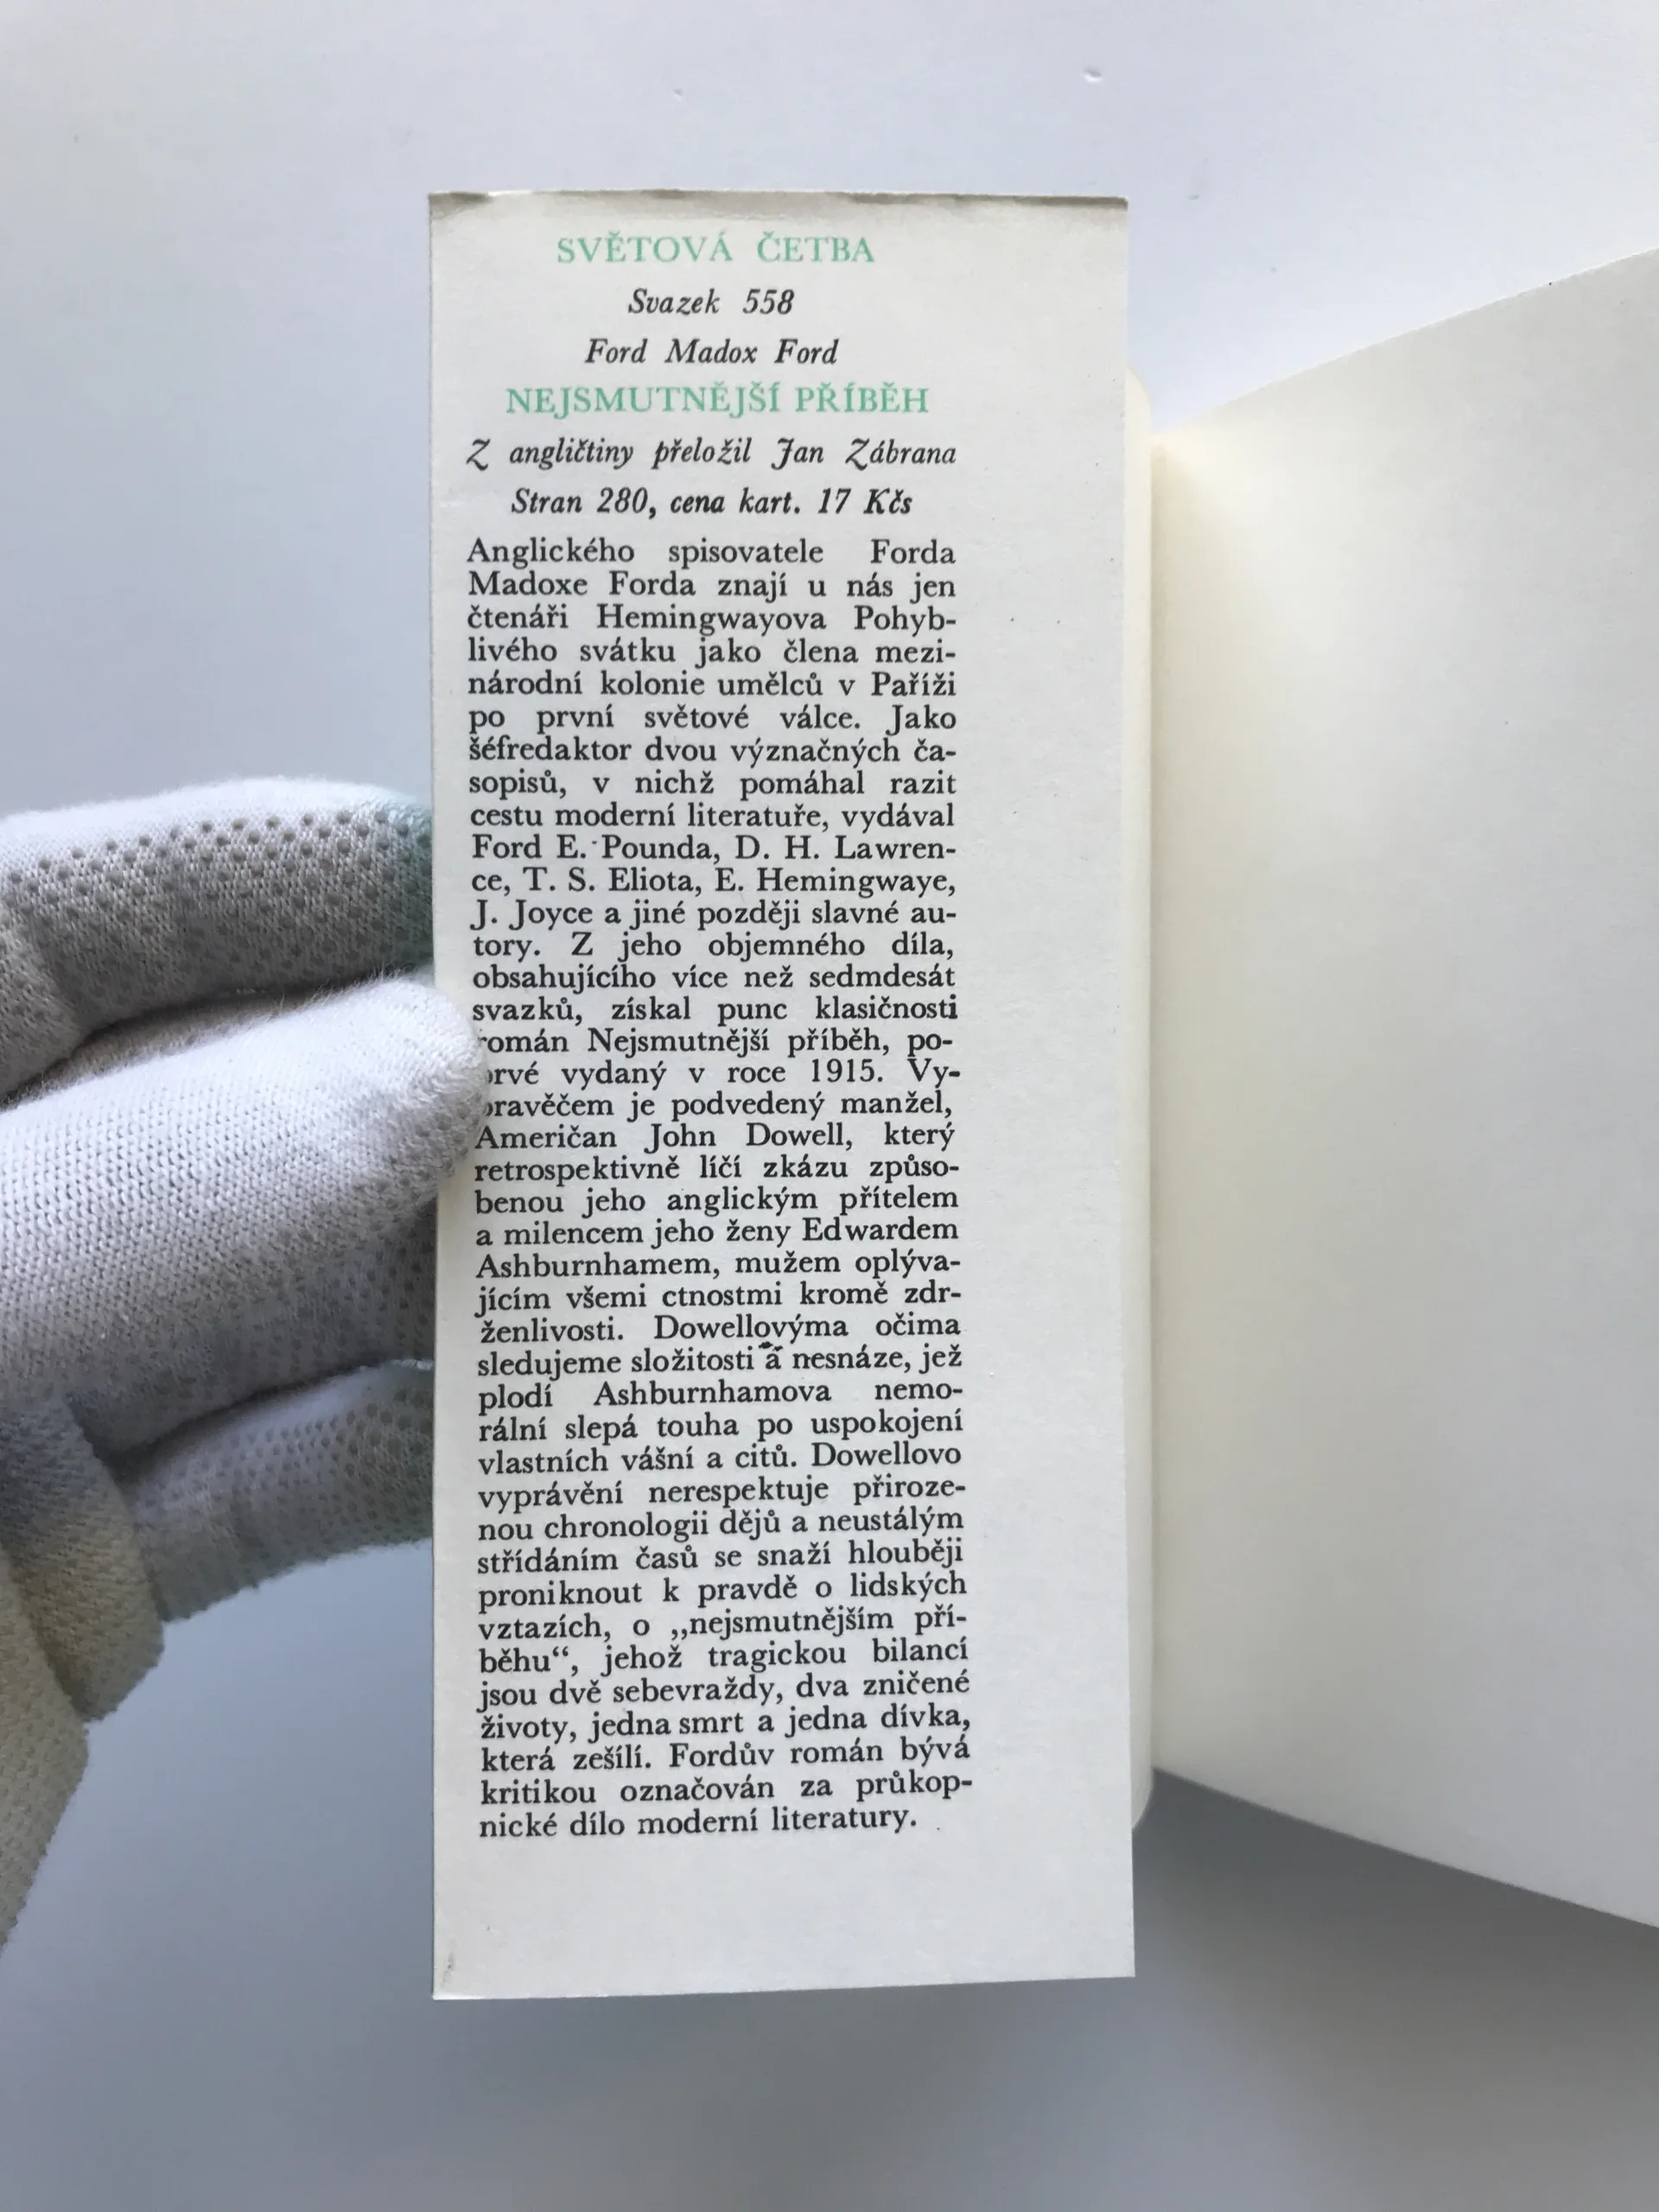 SVĚTOVÁ ČETBA
Svazek 558
Ford Madox Ford
NEJSMUTNĚJŠÍ PŘÍBĚH
Z angličtiny přeložil Jan Zábrana
Stran 280, cena kart. 17 Kčs
Anglického spisovatele Forda
Madoxe Forda znají u nás jen
čtenáři Hemingwayova Pohyb-
livého svátku jako člena mezi-
národní kolonie umělců v Paříži
po první světové válce. Jako
šéfredaktor dvou význačných ča-
sopisů, v nichž pomáhal razit
cestu moderní literatuře, vydával
Ford E. Pounda, D. H. Lawren-
ce, T. S. Eliota, E. Hemingwaye,
J. Joyce a jiné později slavné au-
tory. Z jeho objemného díla,
obsahujícího více než sedmdesát
svazků, získal punc klasičnosti
román Nejsmutnější příběh, po-
prvé vydaný v roce 1915. Vy-
pravěčem je podvedený manžel,
Američan John Dowell, který
retrospektivně líčí zkázu způso-
benou jeho anglickým přítelem
a milencem jeho ženy Edwardem
Ashburnhamem, mužem oplýva-
jícím všemi ctnostmi kromě zdr-
ženlivosti. Dowellovýma očima
sledujeme složitosti a nesnáze, jež
plodí Ashburnhamova nemo-
rální slepá touha po uspokojení
vlastních vášní a citů. Dowellovo
vyprávění nerespektuje přiroze-
nou chronologii dějů a neustálým
střídáním časů se snaží hlouběji
proniknout k pravdě o lidských
vztazích, o „nejsmutnějším pří-
běhu“, jehož tragickou bilancí
jsou dvě sebevraždy, dva zničené
životy, jedna smrt a jedna dívka,
která zešílí. Fordův román bývá
kritikou označován za průkop-
nické dílo moderní literatury.